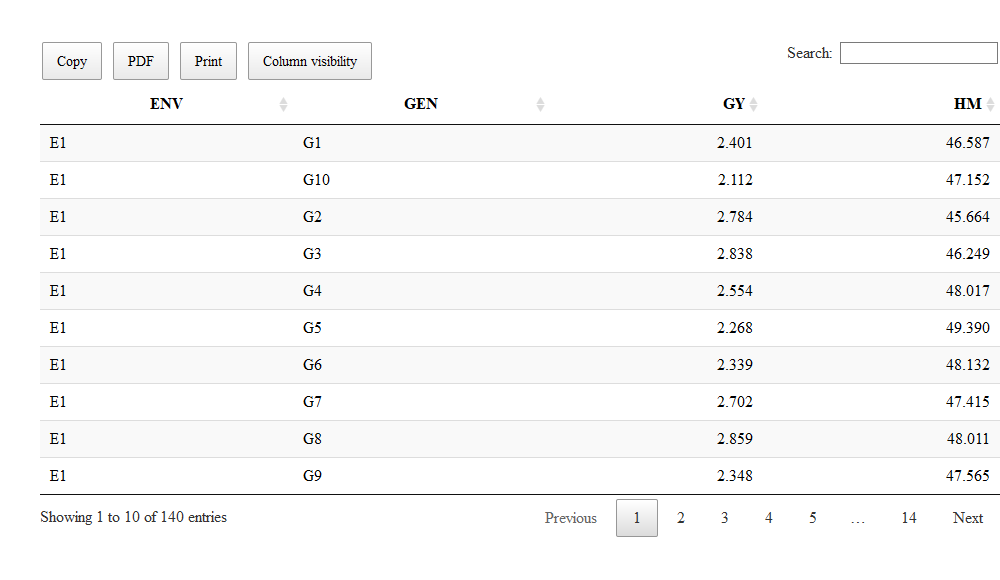 Copy PDF Print Column visibility Search:
ENV GEN GY HM
E1 G1 2.401 46.587
E1 G10 2.112 47.152
E1 G2 2.784 45.664
E1 G3 2.838 46.249
E1 G4 2.554 48.017
E1 G5 2.268 49.390
E1 G6 2.339 48.132
E1 G7 2.702 47.415
E1 G8 2.859 48.011
E1 G9 2.348 47.565
Showing 1 to 10 of 140 entries Previous 1 2 3 4 5 … 14 Next